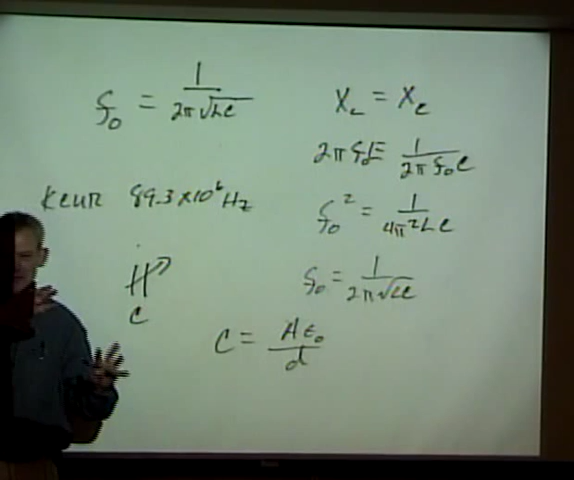 f₀ = 1 / 2π√LC
X_L = X_C
2πf₀L = 1 / 2πf₀C
KCUR 89.3×10⁶ Hz
f₀² = 1 / 4π²LC
f₀ = 1 / 2π√LC
C
C = Aε₀ / d